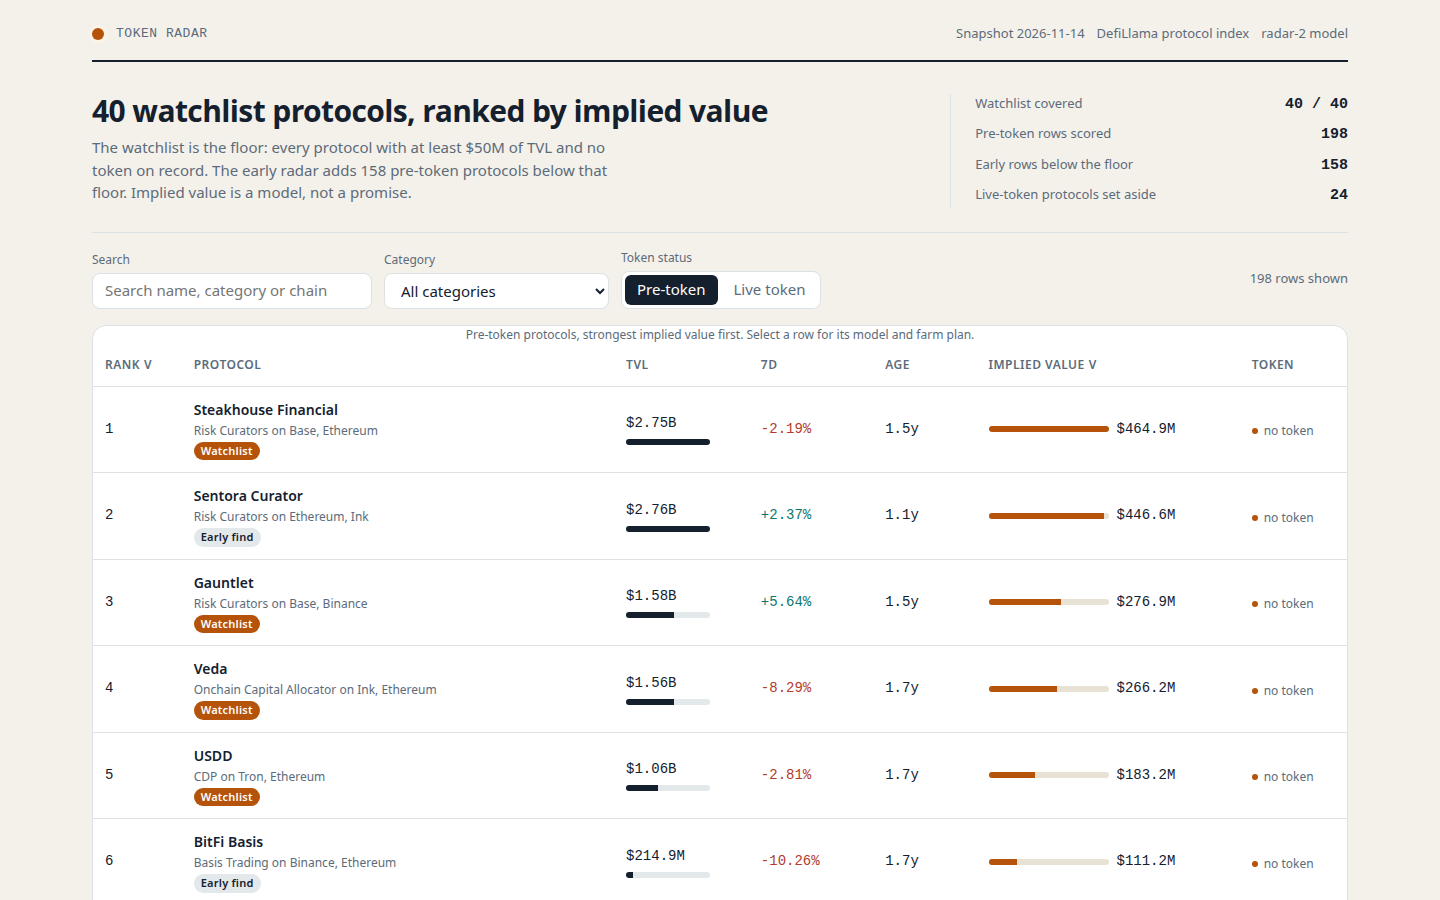 TOKEN RADAR
Snapshot 2026-11-14 DefiLlama protocol index radar-2 model
40 watchlist protocols, ranked by implied value
The watchlist is the floor: every protocol with at least $50M of TVL and no
token on record. The early radar adds 158 pre-token protocols below that
floor. Implied value is a model, not a promise.
Watchlist covered 40 / 40
Pre-token rows scored 198
Early rows below the floor 158
Live-token protocols set aside 24
Search
Search name, category or chain
Category
All categories
Token status
Pre-token Live token
198 rows shown
Pre-token protocols, strongest implied value first. Select a row for its model and farm plan.
RANK V PROTOCOL TVL 7D AGE IMPLIED VALUE V TOKEN
1
Steakhouse Financial
Risk Curators on Base, Ethereum
Watchlist
$2.75B -2.19% 1.5y $464.9M no token
2
Sentora Curator
Risk Curators on Ethereum, Ink
Early find
$2.76B +2.37% 1.1y $446.6M no token
3
Gauntlet
Risk Curators on Base, Binance
Watchlist
$1.58B +5.64% 1.5y $276.9M no token
4
Veda
Onchain Capital Allocator on Ink, Ethereum
Watchlist
$1.56B -8.29% 1.7y $266.2M no token
5
USDD
CDP on Tron, Ethereum
Watchlist
$1.06B -2.81% 1.7y $183.2M no token
6
BitFi Basis
Basis Trading on Binance, Ethereum
Early find
$214.9M -10.26% 1.7y $111.2M no token